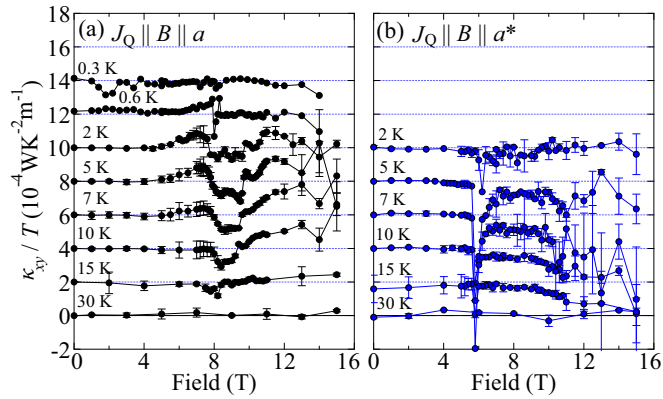 (a) J_Q || B || a
(b) J_Q || B || a*
κ_xy / T (10⁻⁴ WK⁻²m⁻¹)
18
16
14
12
10
8
6
4
2
0
-2
0.3 K
0.6 K
2 K
5 K
7 K
10 K
15 K
30 K
2 K
5 K
7 K
10 K
15 K
30 K
0 4 8 12 16
0 4 8 12 16
Field (T)
Field (T)